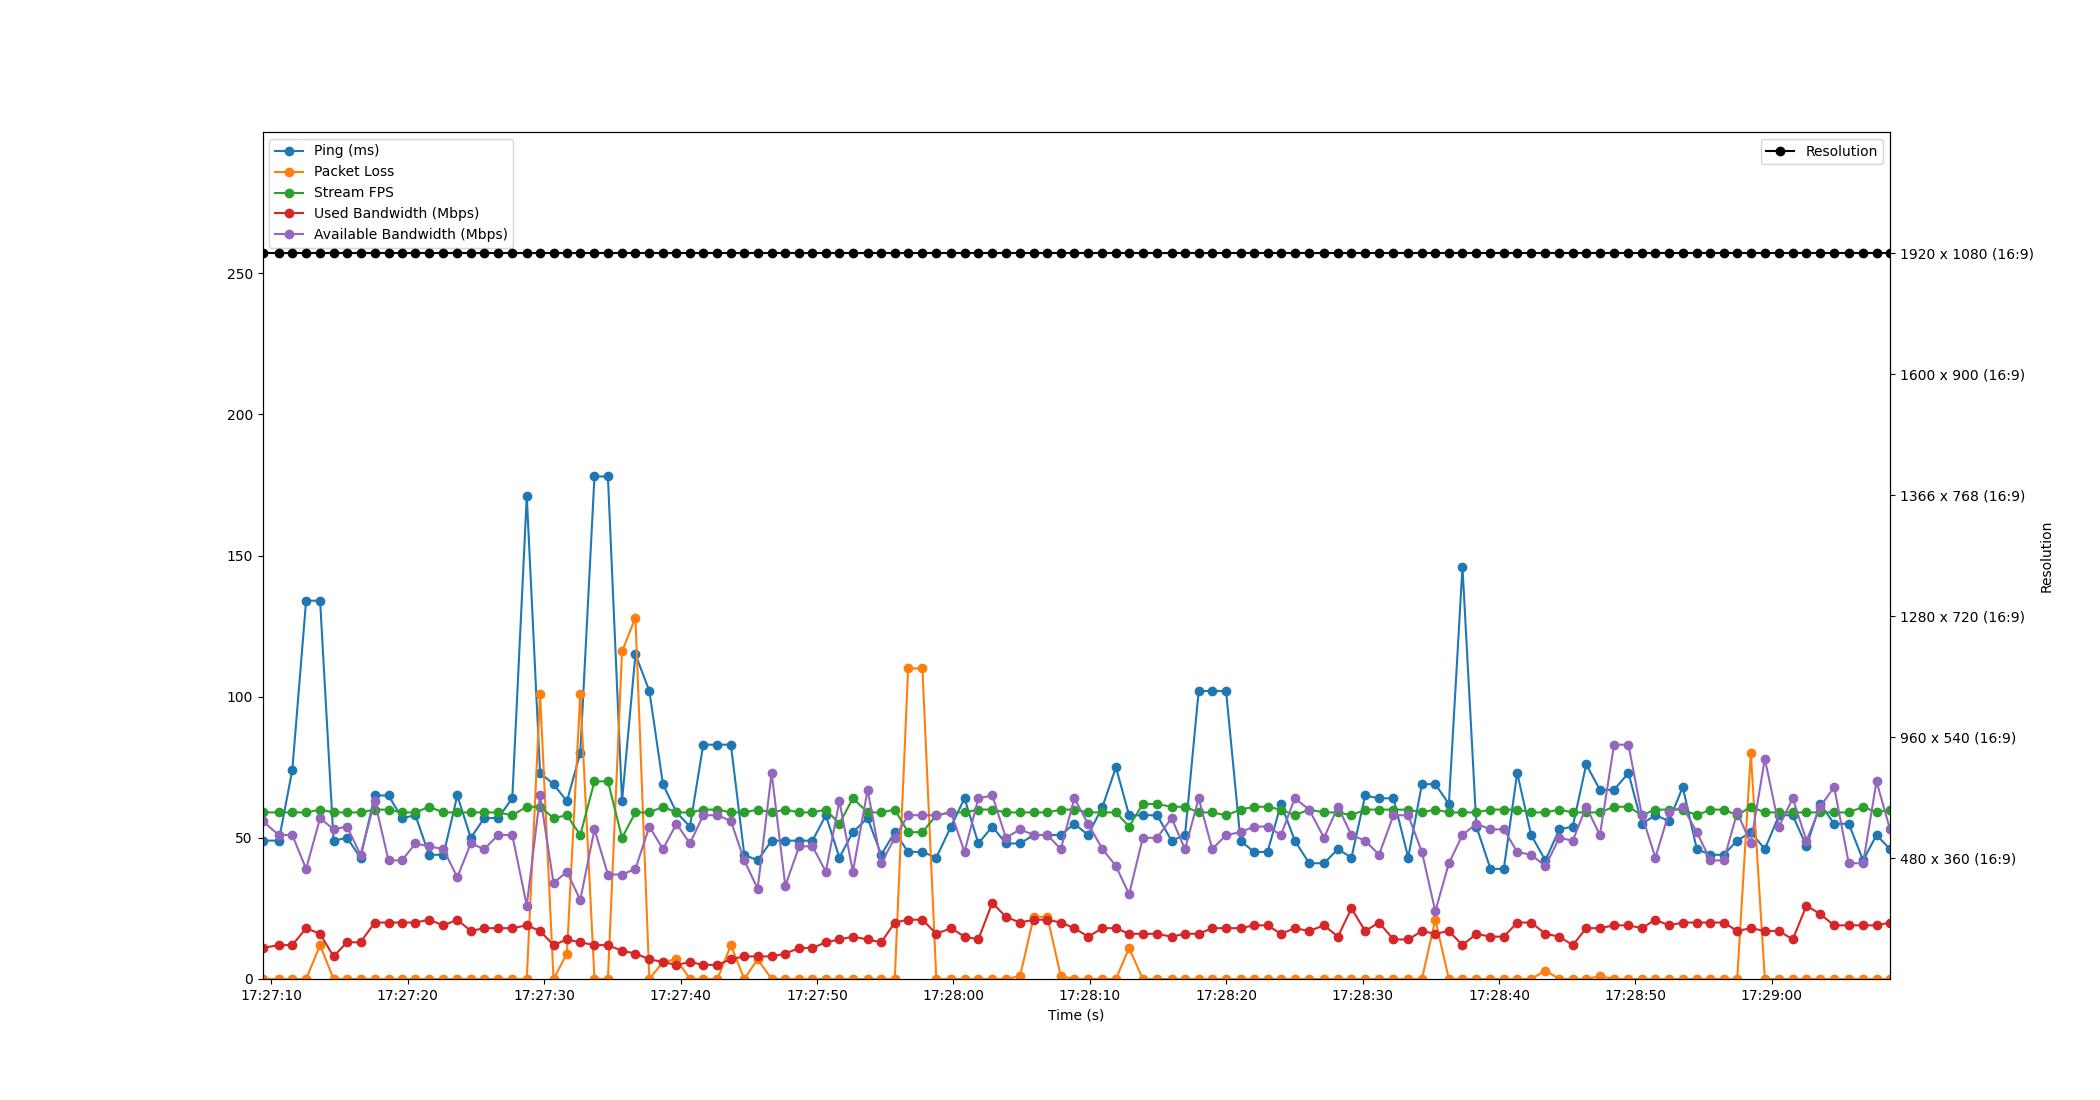 Ping (ms)
Packet Loss
Stream FPS
Used Bandwidth (Mbps)
Available Bandwidth (Mbps)
Resolution
250
200
150
100
50
0
1920 x 1080 (16:9)
1600 x 900 (16:9)
1366 x 768 (16:9)
1280 x 720 (16:9)
960 x 540 (16:9)
480 x 360 (16:9)
Resolution
17:27:10 17:27:20 17:27:30 17:27:40 17:27:50 17:28:00 17:28:10 17:28:20 17:28:30 17:28:40 17:28:50 17:29:00
Time (s)